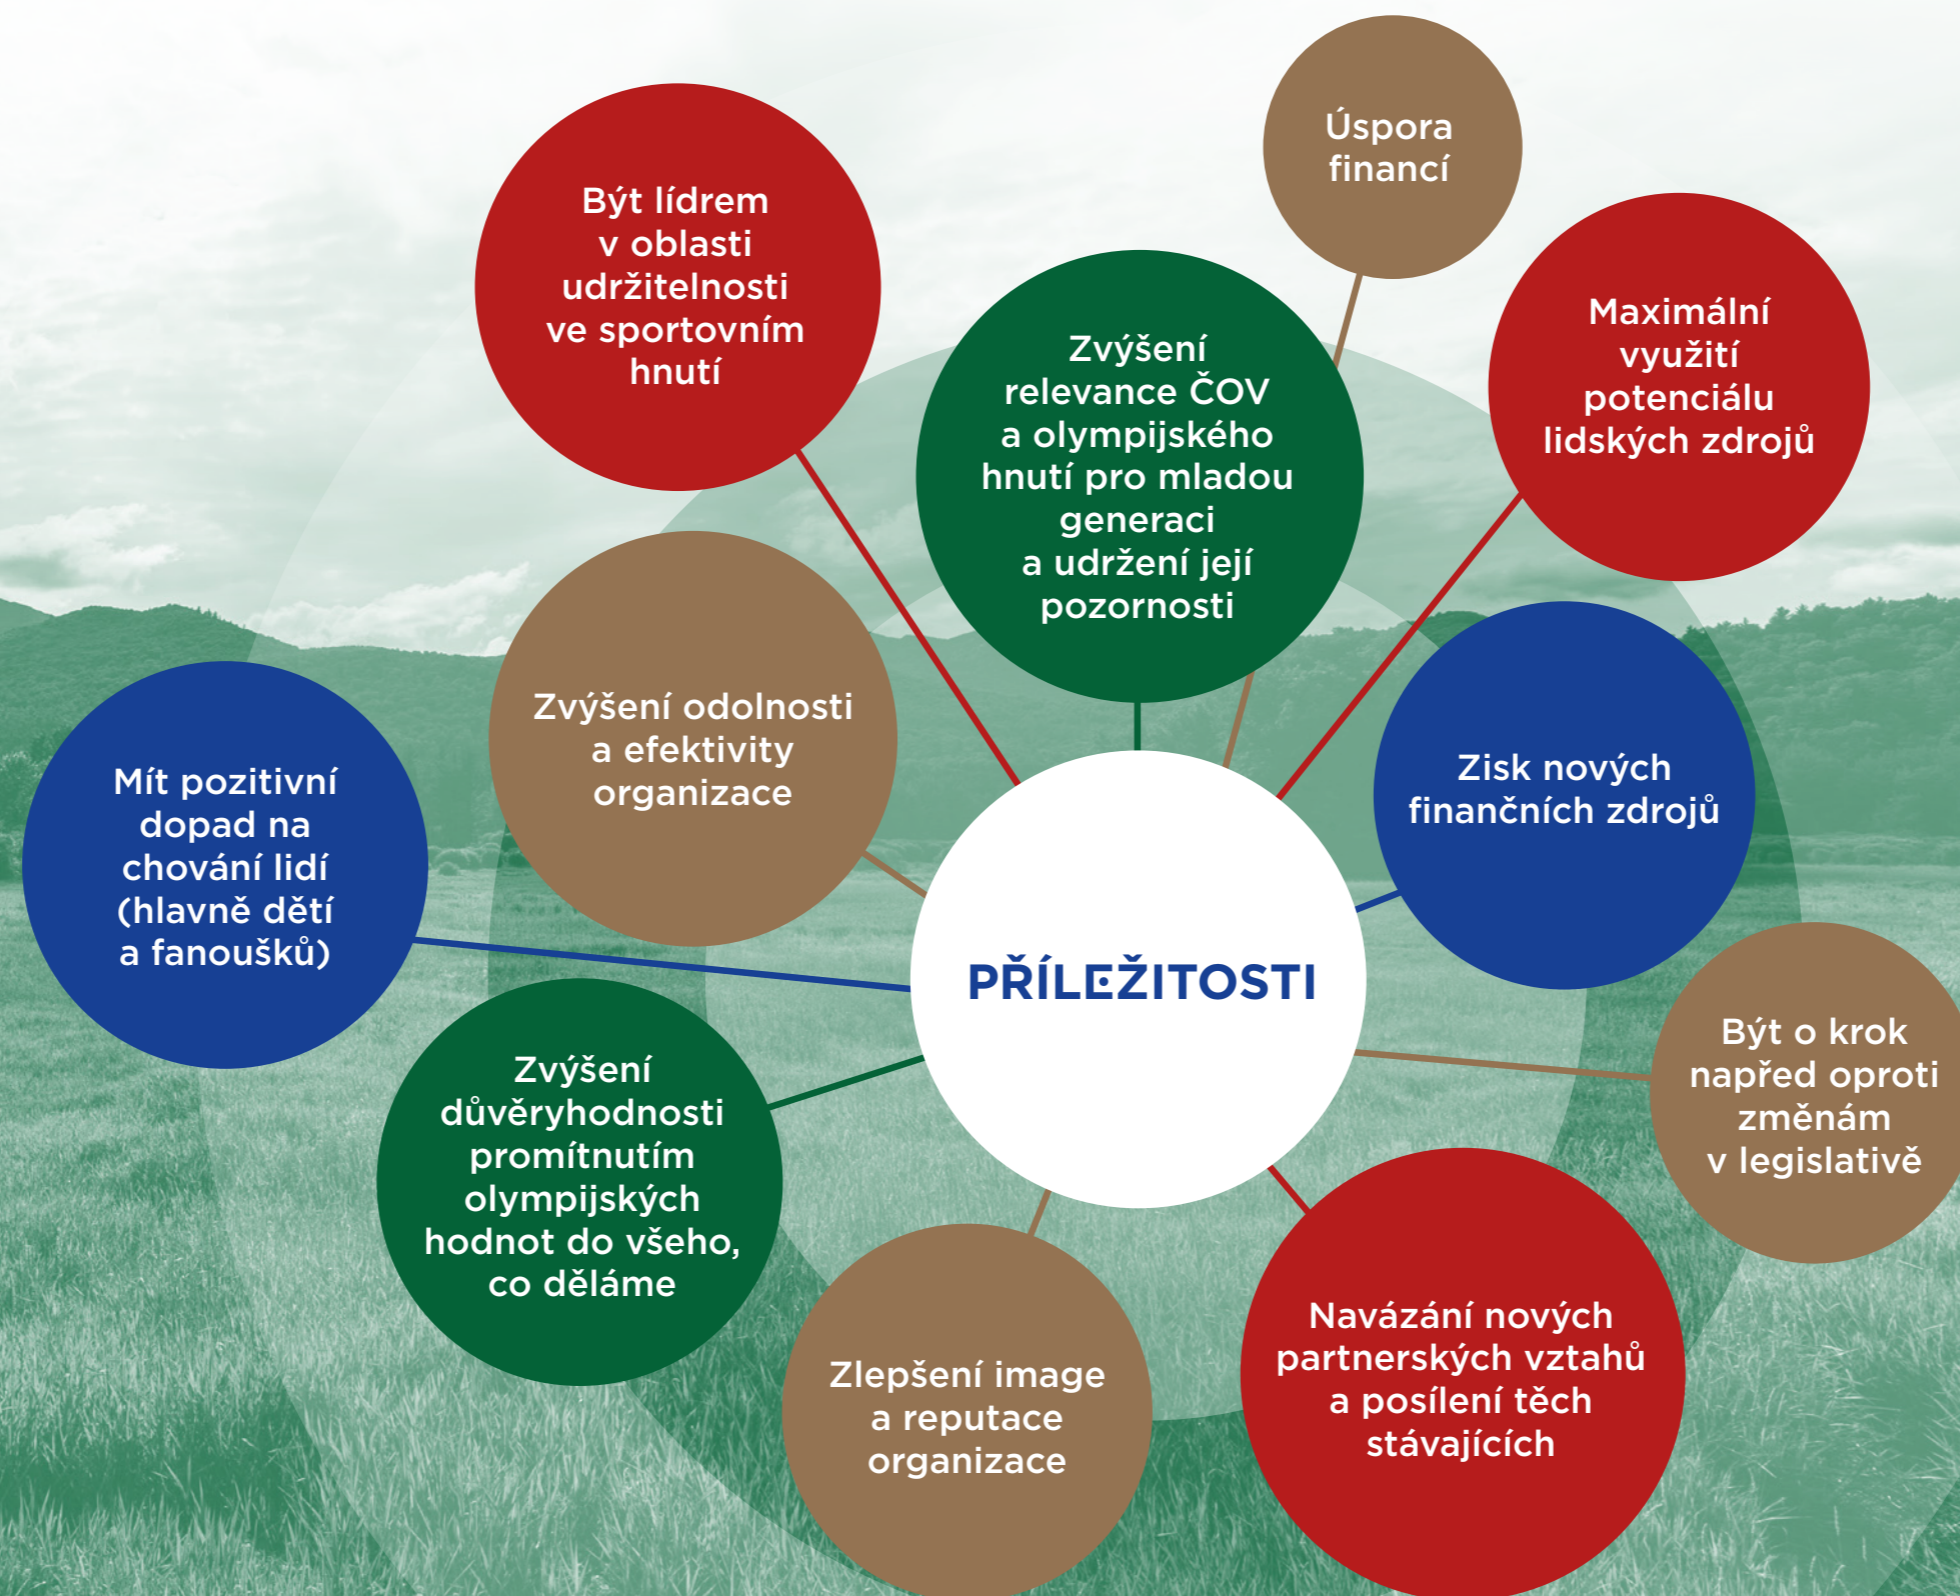 Úspora
financí
Být lídrem
v oblasti
udržitelnosti
ve sportovním
hnutí
Zvýšení
relevance ČOV
a olympijského
hnutí pro mladou
generaci
a udržení její
pozornosti
Maximální
využití
potenciálu
lidských zdrojů
Zvýšení odolnosti
a efektivity
organizace
Zisk nových
finančních zdrojů
Mít pozitivní
dopad na
chování lidí
(hlavně dětí
a fanoušků)
PŘÍLEŽITOSTI
Být o krok
napřed oproti
změnám
v legislativě
Zvýšení
důvěryhodnosti
promítnutím
olympijských
hodnot do všeho,
co děláme
Zlepšení image
a reputace
organizace
Navázání nových
partnerských vztahů
a posílení těch
stávajících